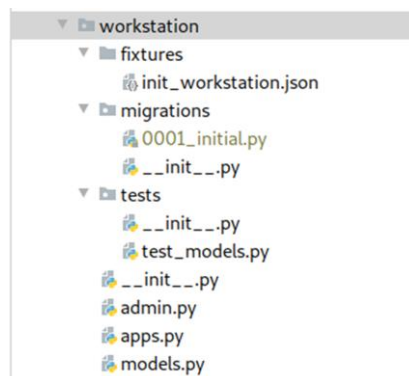 workstation
fixtures
init_workstation.json
migrations
0001_initial.py
__init__.py
tests
__init__.py
test_models.py
__init__.py
admin.py
apps.py
models.py